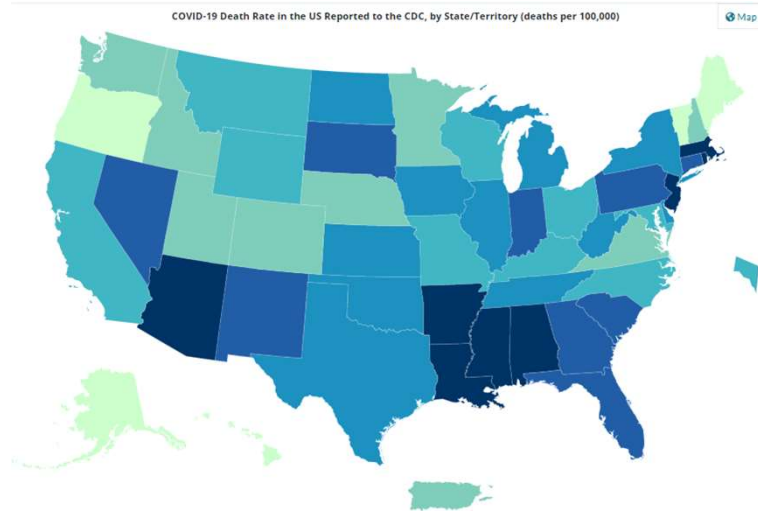 COVID-19 Death Rate in the US Reported to the CDC, by State/Territory (deaths per 100,000)
Map